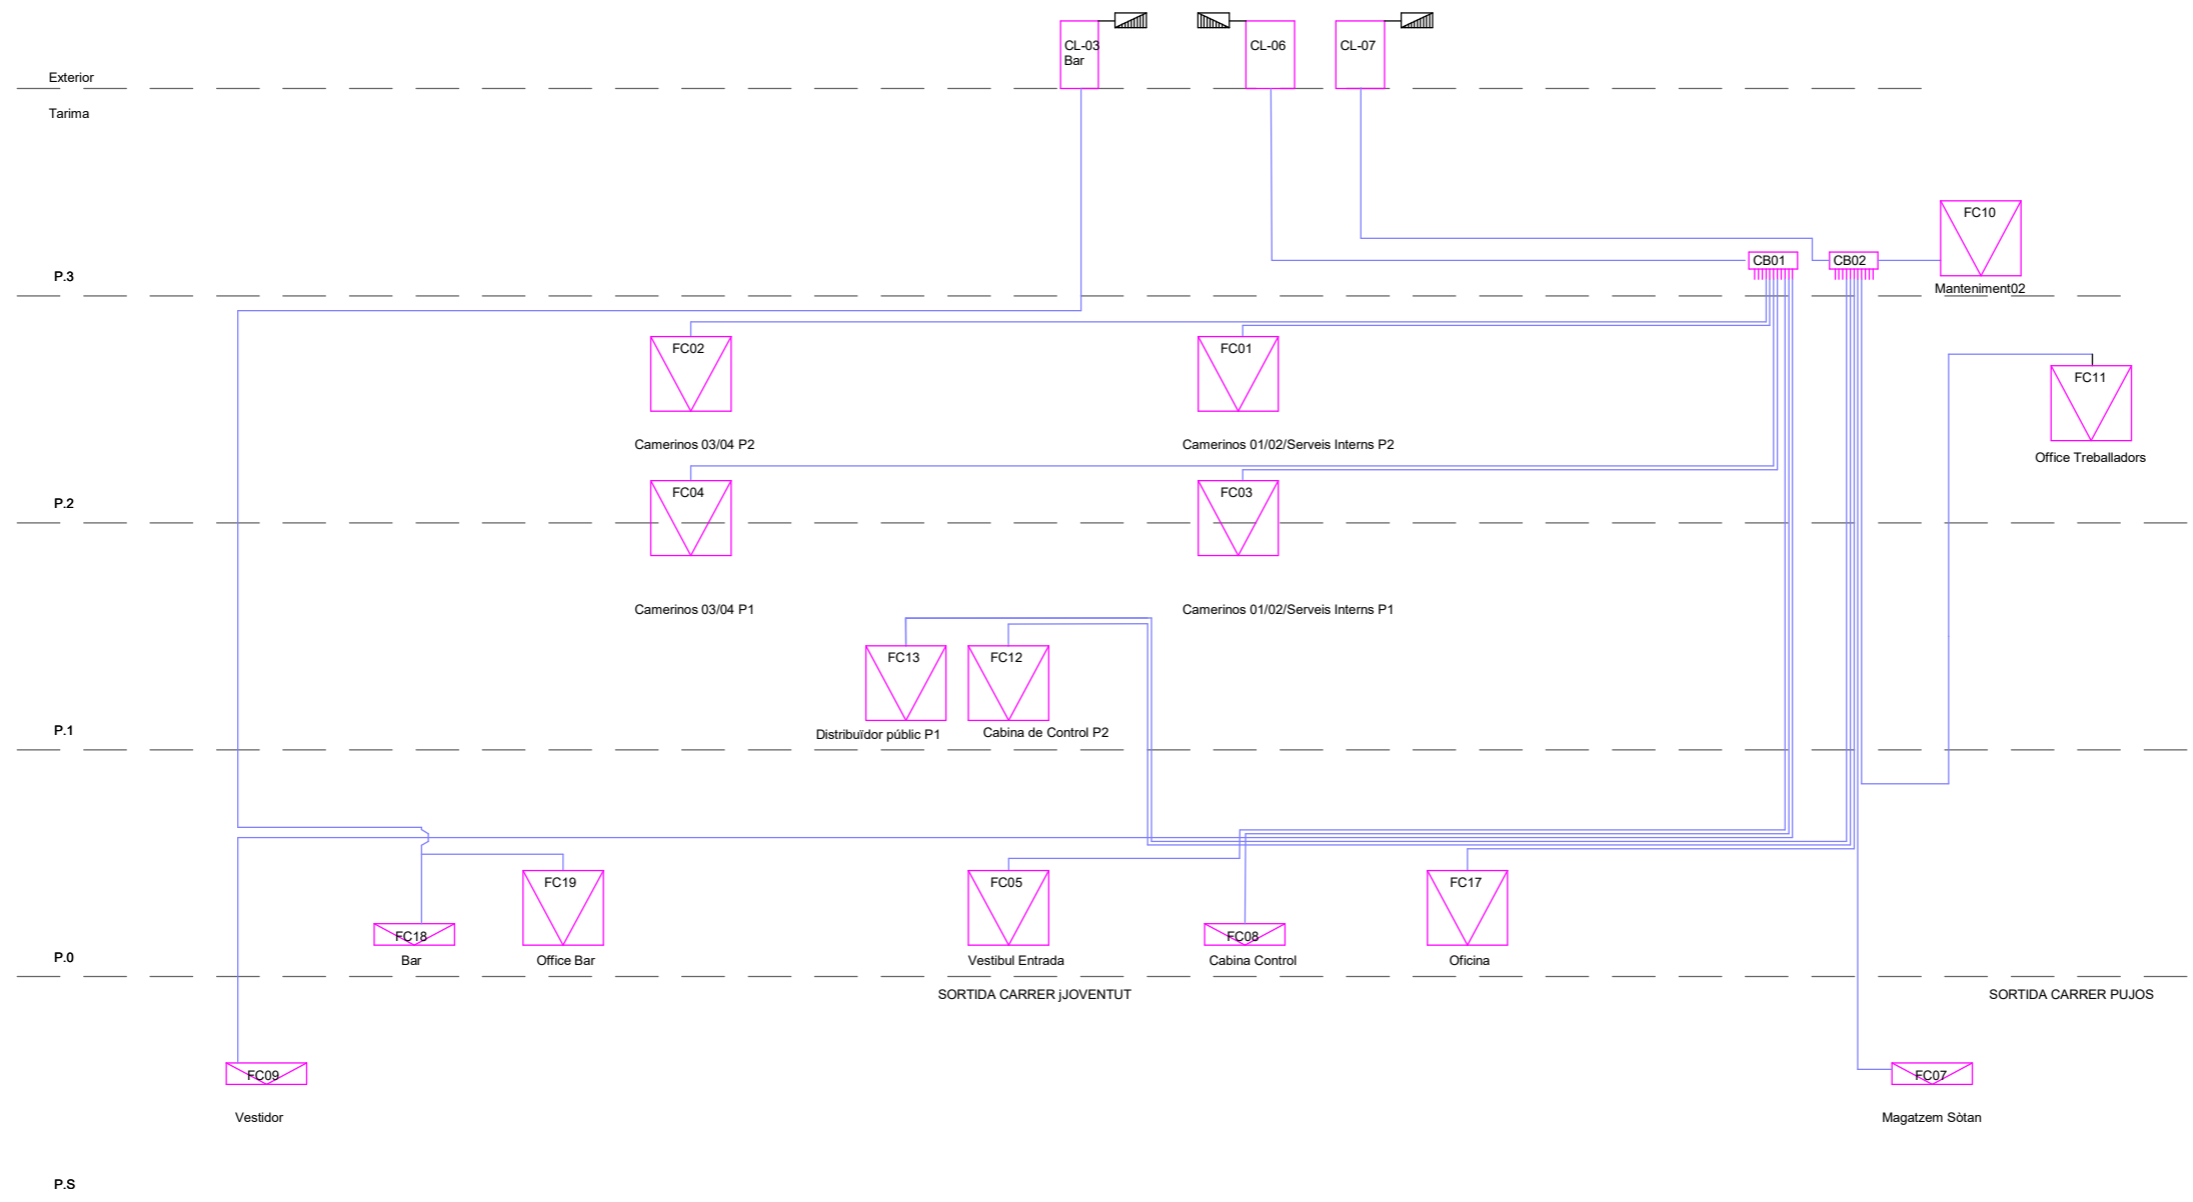 CL-03
Bar
CL-06
CL-07
Exterior
Tarima
FC10
CB01
CB02
P.3
Manteniment02
FC02
FC01
FC11
Camerinos 03/04 P2
Camerinos 01/02/Serveis Interns P2
Office Treballadors
FC04
FC03
P.2
Camerinos 03/04 P1
Camerinos 01/02/Serveis Interns P1
FC13
FC12
P.1
Distribuïdor públic P1
Cabina de Control P2
FC19
FC05
FC17
FC18
FC08
P.0
Bar
Office Bar
Vestibul Entrada
Cabina Control
Oficina
SORTIDA CARRER jJOVENTUT
SORTIDA CARRER PUJOS
FC09
FC07
Vestidor
Magatzem Sòtan
P.S